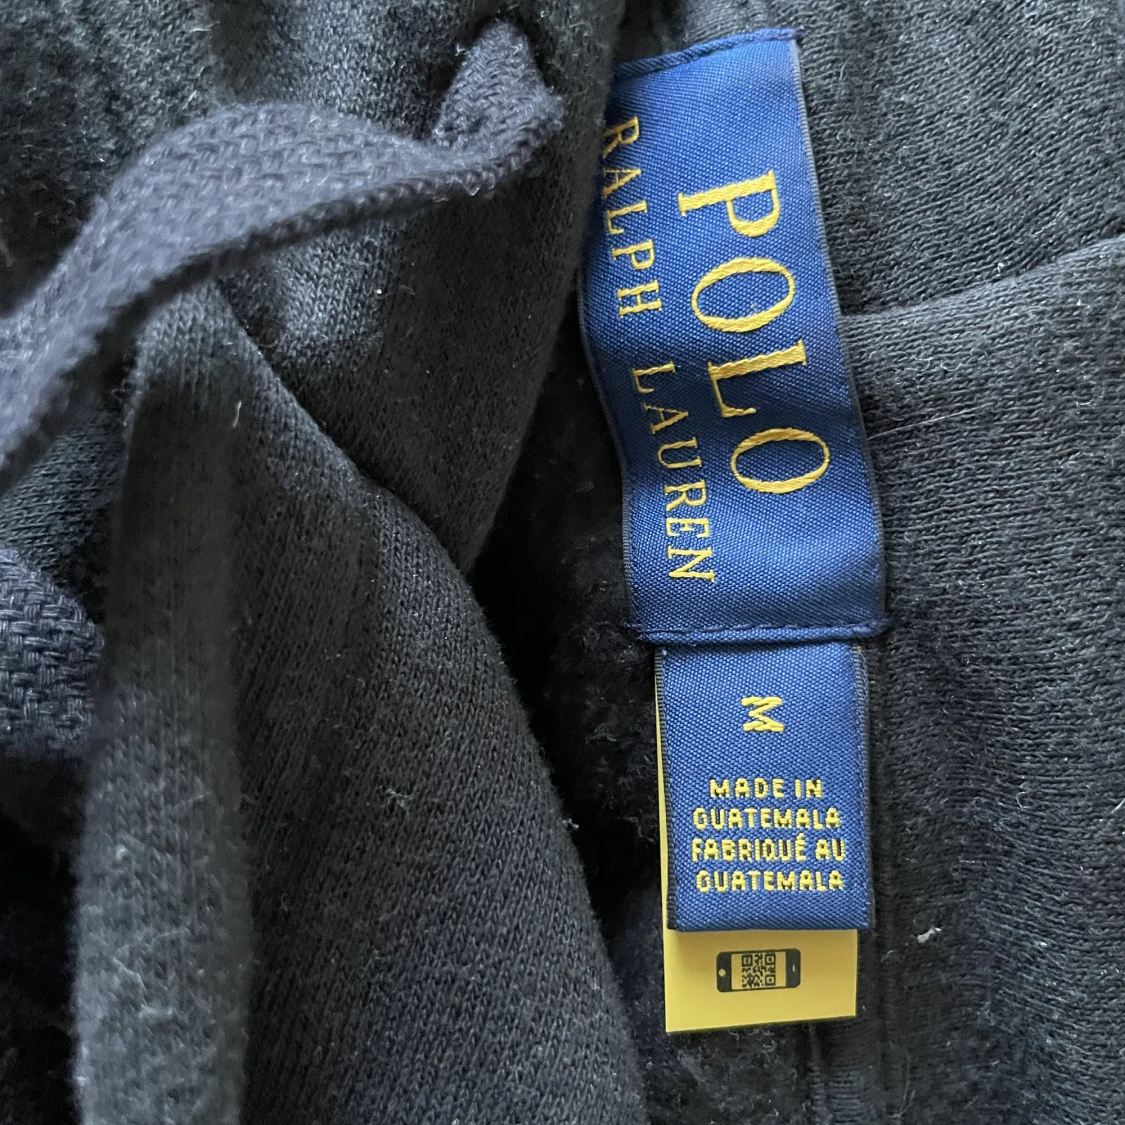 POLO
RALPH LAUREN
M
MADE IN
GUATEMALA
FABRIQUÉ AU
GUATEMALA